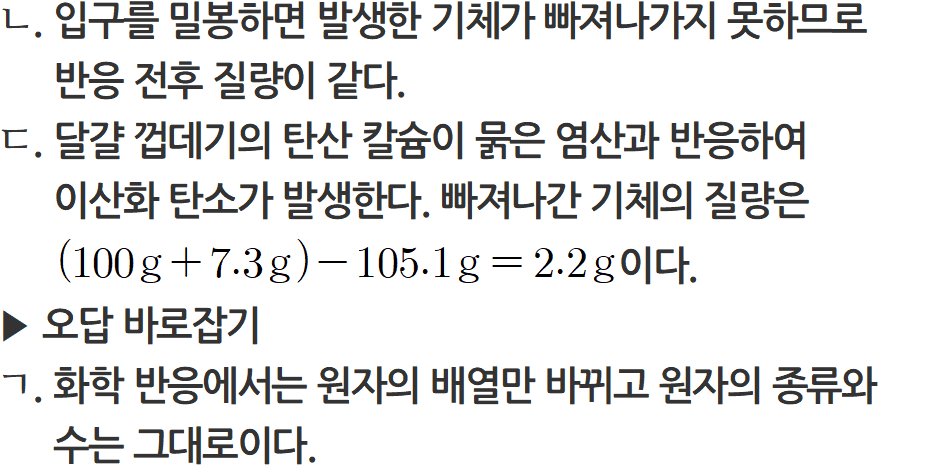 ㄴ. 입구를 밀봉하면 발생한 기체가 빠져나가지 못하므로
반응 전후 질량이 같다.
ㄷ. 달걀 껍데기의 탄산 칼슘이 묽은 염산과 반응하여
이산화 탄소가 발생한다. 빠져나간 기체의 질량은
(100g+7.3g)-105.1g=2.2g이다.
▶ 오답 바로잡기
ㄱ. 화학 반응에서는 원자의 배열만 바뀌고 원자의 종류와
수는 그대로이다.